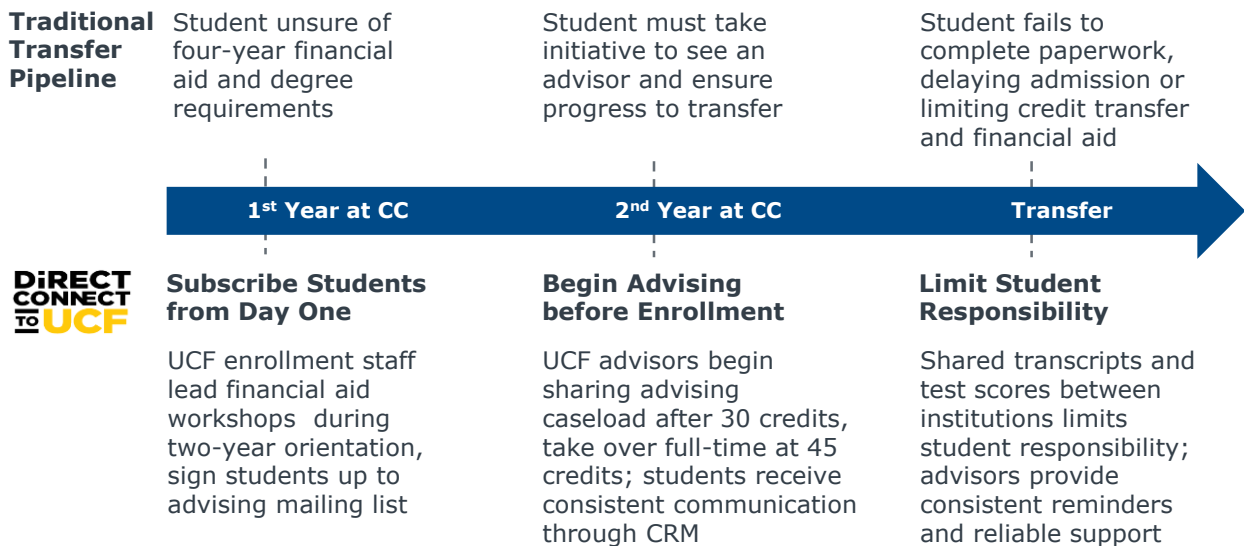 Traditional
Transfer
Pipeline
Student unsure of
four-year financial
aid and degree
requirements
Student must take
initiative to see an
advisor and ensure
progress to transfer
Student fails to
complete paperwork,
delaying admission or
limiting credit transfer
and financial aid
1st Year at CC
2nd Year at CC
Transfer
DiRECT
CONNECT
TO UCF
Subscribe Students
from Day One
UCF enrollment staff
lead financial aid
workshops during
two-year orientation,
sign students up to
advising mailing list
Begin Advising
before Enrollment
UCF advisors begin
sharing advising
caseload after 30 credits,
take over full-time at 45
credits; students receive
consistent communication
through CRM
Limit Student
Responsibility
Shared transcripts and
test scores between
institutions limits
student responsibility;
advisors provide
consistent reminders
and reliable support